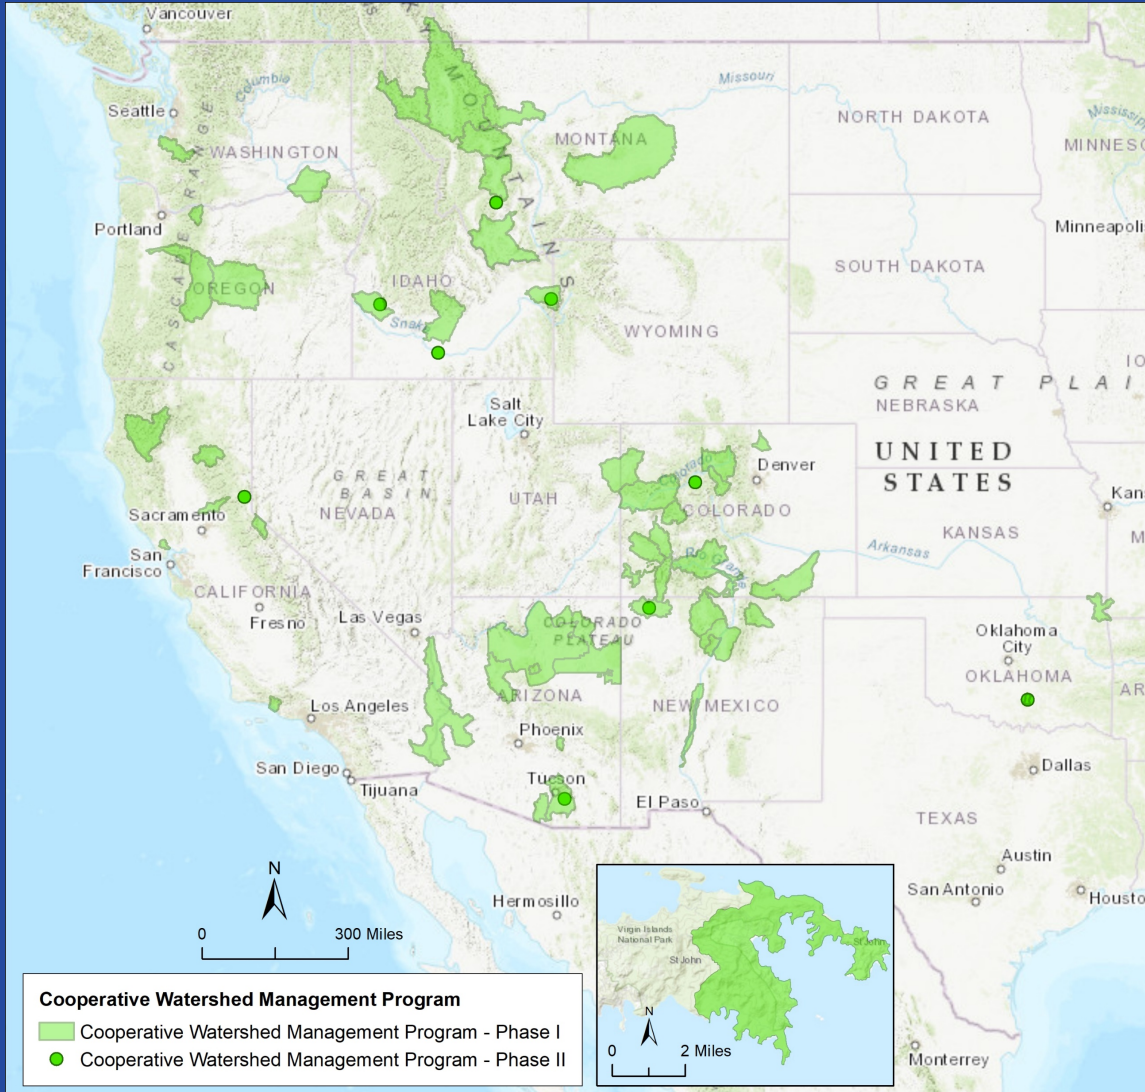 Vancouver
Columbia
Missouri
Seattle
NORTH DAKOTA
MOUNTAINS
MONTANA
WASHINGTON
CASCADE RANGE
MINNESO
Portland
Minneapoli
SOUTH DAKOTA
IDAHO
OREGON
WYOMING
GREAT PLAI
IO
NEBRASKA
Salt
Lake City
UNITED
STATES
Denver
GREAT
BASIN
UTAH
NEVADA
COLORADO
Kan
KANSAS
Sacramento
Arkansas
San
Francisco
Rio Grande
CALIFORNIA
Fresno
Las Vegas
COLORADO
PLATEAU
Oklahoma
City
OKLAHOMA
AR
ARIZONA
NEW MEXICO
Los Angeles
Phoenix
Dallas
San Diego
Tijuana
Tucson
El Paso
TEXAS
Austin
San Antonio
Housto
Hermosillo
Monterrey
N
0 300 Miles
Virgin Islands
National Park
St John
St John
N
0 2 Miles
Cooperative Watershed Management Program
Cooperative Watershed Management Program - Phase I
Cooperative Watershed Management Program - Phase II